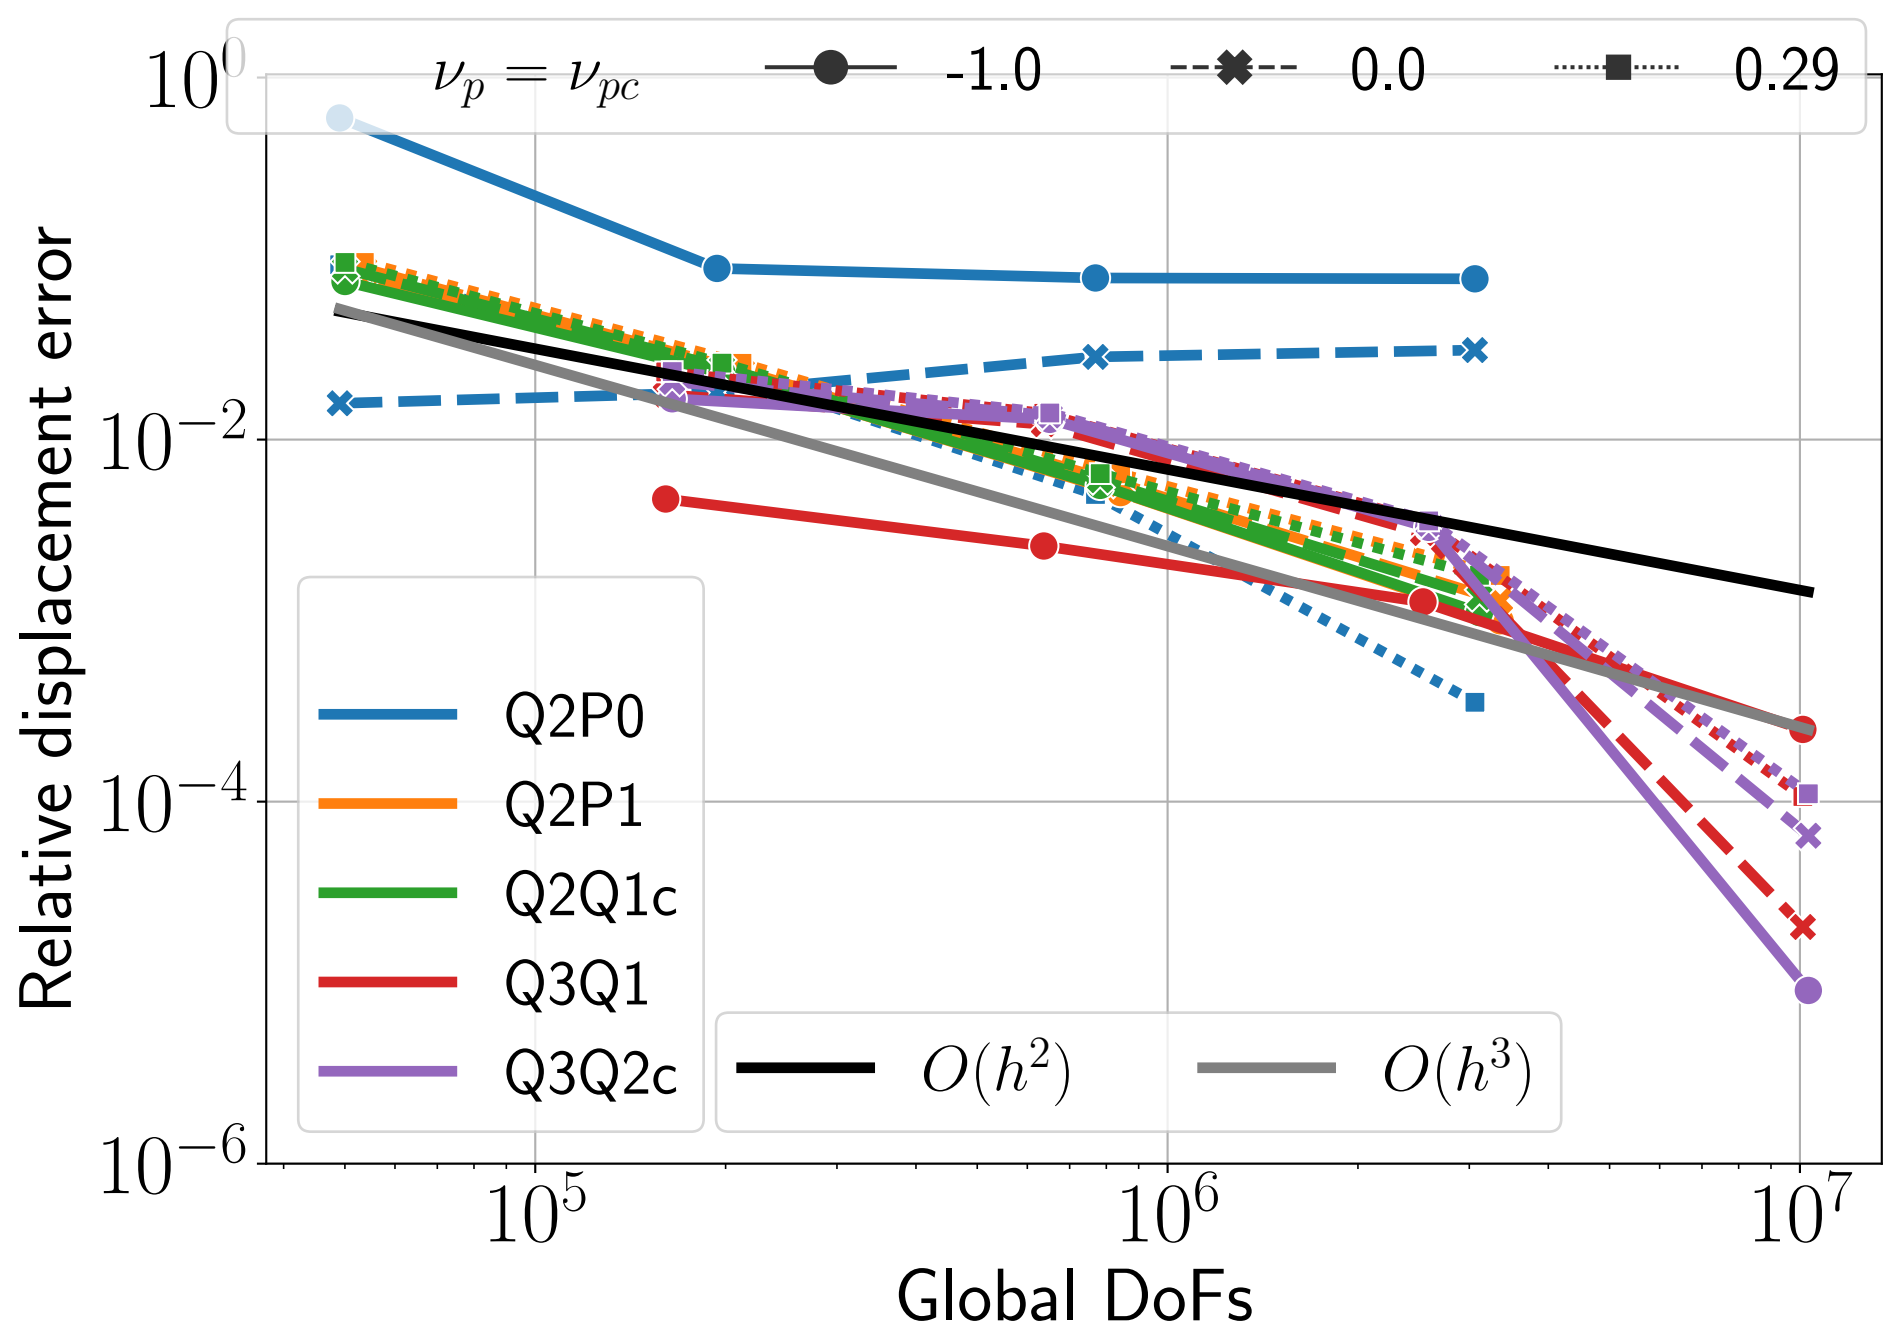 ν_p = ν_pc -1.0 0.0 0.29
10^0
10^−2
10^−4
10^−6
Relative displacement error
Q2P0
Q2P1
Q2Q1c
Q3Q1
Q3Q2c
O(h^2) O(h^3)
10^5 10^6 10^7
Global DoFs